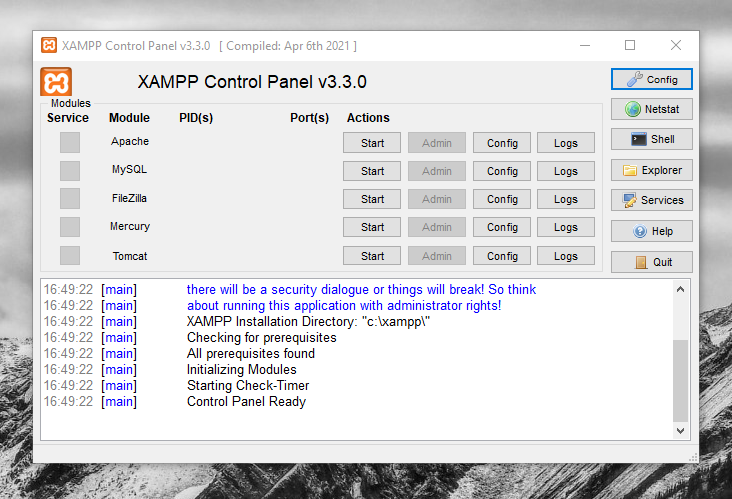 XAMPP Control Panel v3.3.0 [ Compiled: Apr 6th 2021 ]
XAMPP Control Panel v3.3.0
Config
Modules
Service Module PID(s) Port(s) Actions
Netstat
Apache Start Admin Config Logs
Shell
MySQL Start Admin Config Logs
Explorer
FileZilla Start Admin Config Logs
Services
Mercury Start Admin Config Logs
Help
Tomcat Start Admin Config Logs
Quit
16:49:22 [main] there will be a security dialogue or things will break! So think
16:49:22 [main] about running this application with administrator rights!
16:49:22 [main] XAMPP Installation Directory: "c:\xampp\"
16:49:22 [main] Checking for prerequisites
16:49:22 [main] All prerequisites found
16:49:22 [main] Initializing Modules
16:49:22 [main] Starting Check-Timer
16:49:22 [main] Control Panel Ready